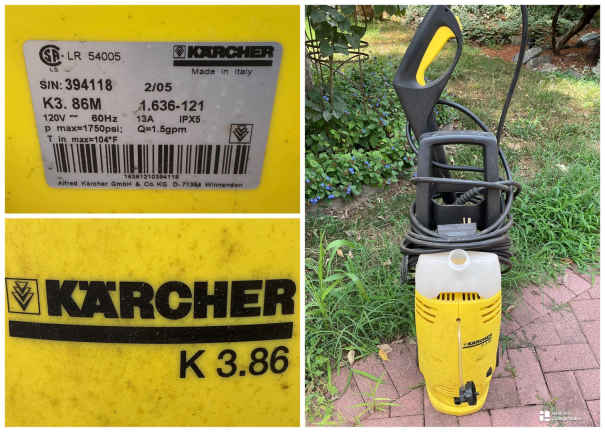 LR 54005
KÄRCHER
Made in Italy
S/N: 394118 2/05
K3. 86M 1.636-121
120V 60Hz 13A IPX5
p max=1750psi; Q=1.5gpm
T in max=104°F
Alfred Kärcher GmbH & Co KG D-71364 Winnenden
KÄRCHER
K 3.86
KÄRCHER